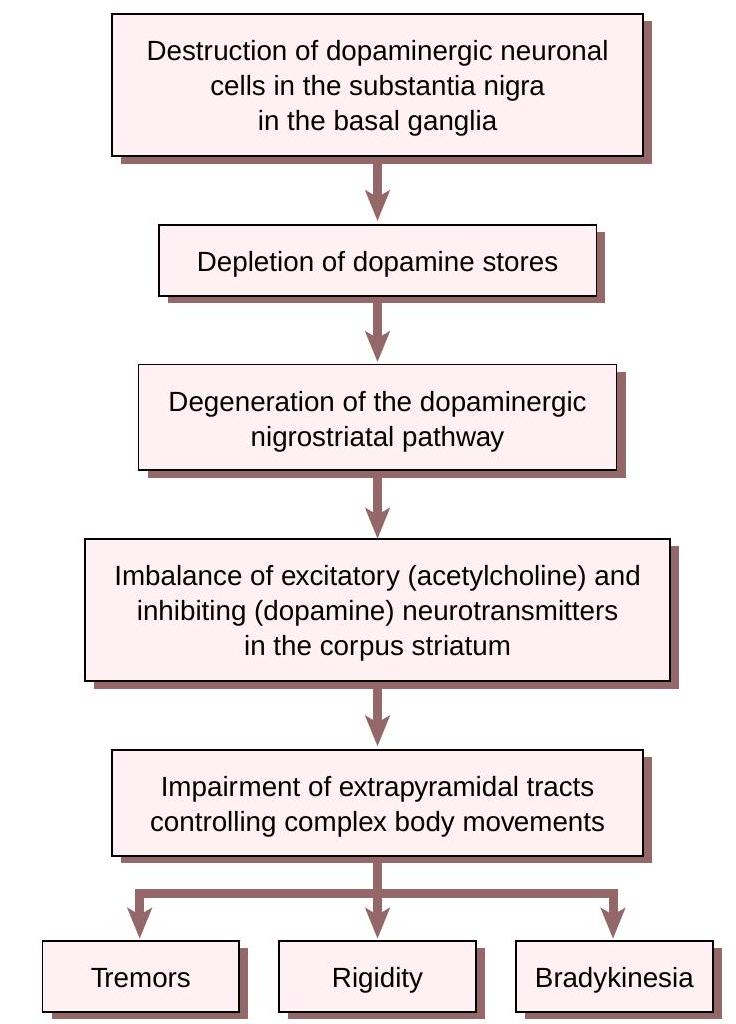 Destruction of dopaminergic neuronal
cells in the substantia nigra
in the basal ganglia
Depletion of dopamine stores
Degeneration of the dopaminergic
nigrostriatal pathway
Imbalance of excitatory (acetylcholine) and
inhibiting (dopamine) neurotransmitters
in the corpus striatum
Impairment of extrapyramidal tracts
controlling complex body movements
Tremors
Rigidity
Bradykinesia